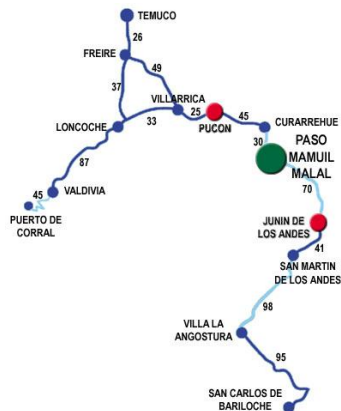 TEMUCO
26
FREIRE
49
37
VILLARRICA
25
PUCON
45
CURARREHUE
LONCOCHE
33
30
PASO
MAMUIL
MALAL
87
70
45
VALDIVIA
PUERTO DE
CORRAL
JUNIN DE
LOS ANDES
41
SAN MARTIN
DE LOS ANDES
98
VILLA LA
ANGOSTURA
95
SAN CARLOS DE
BARILOCHE